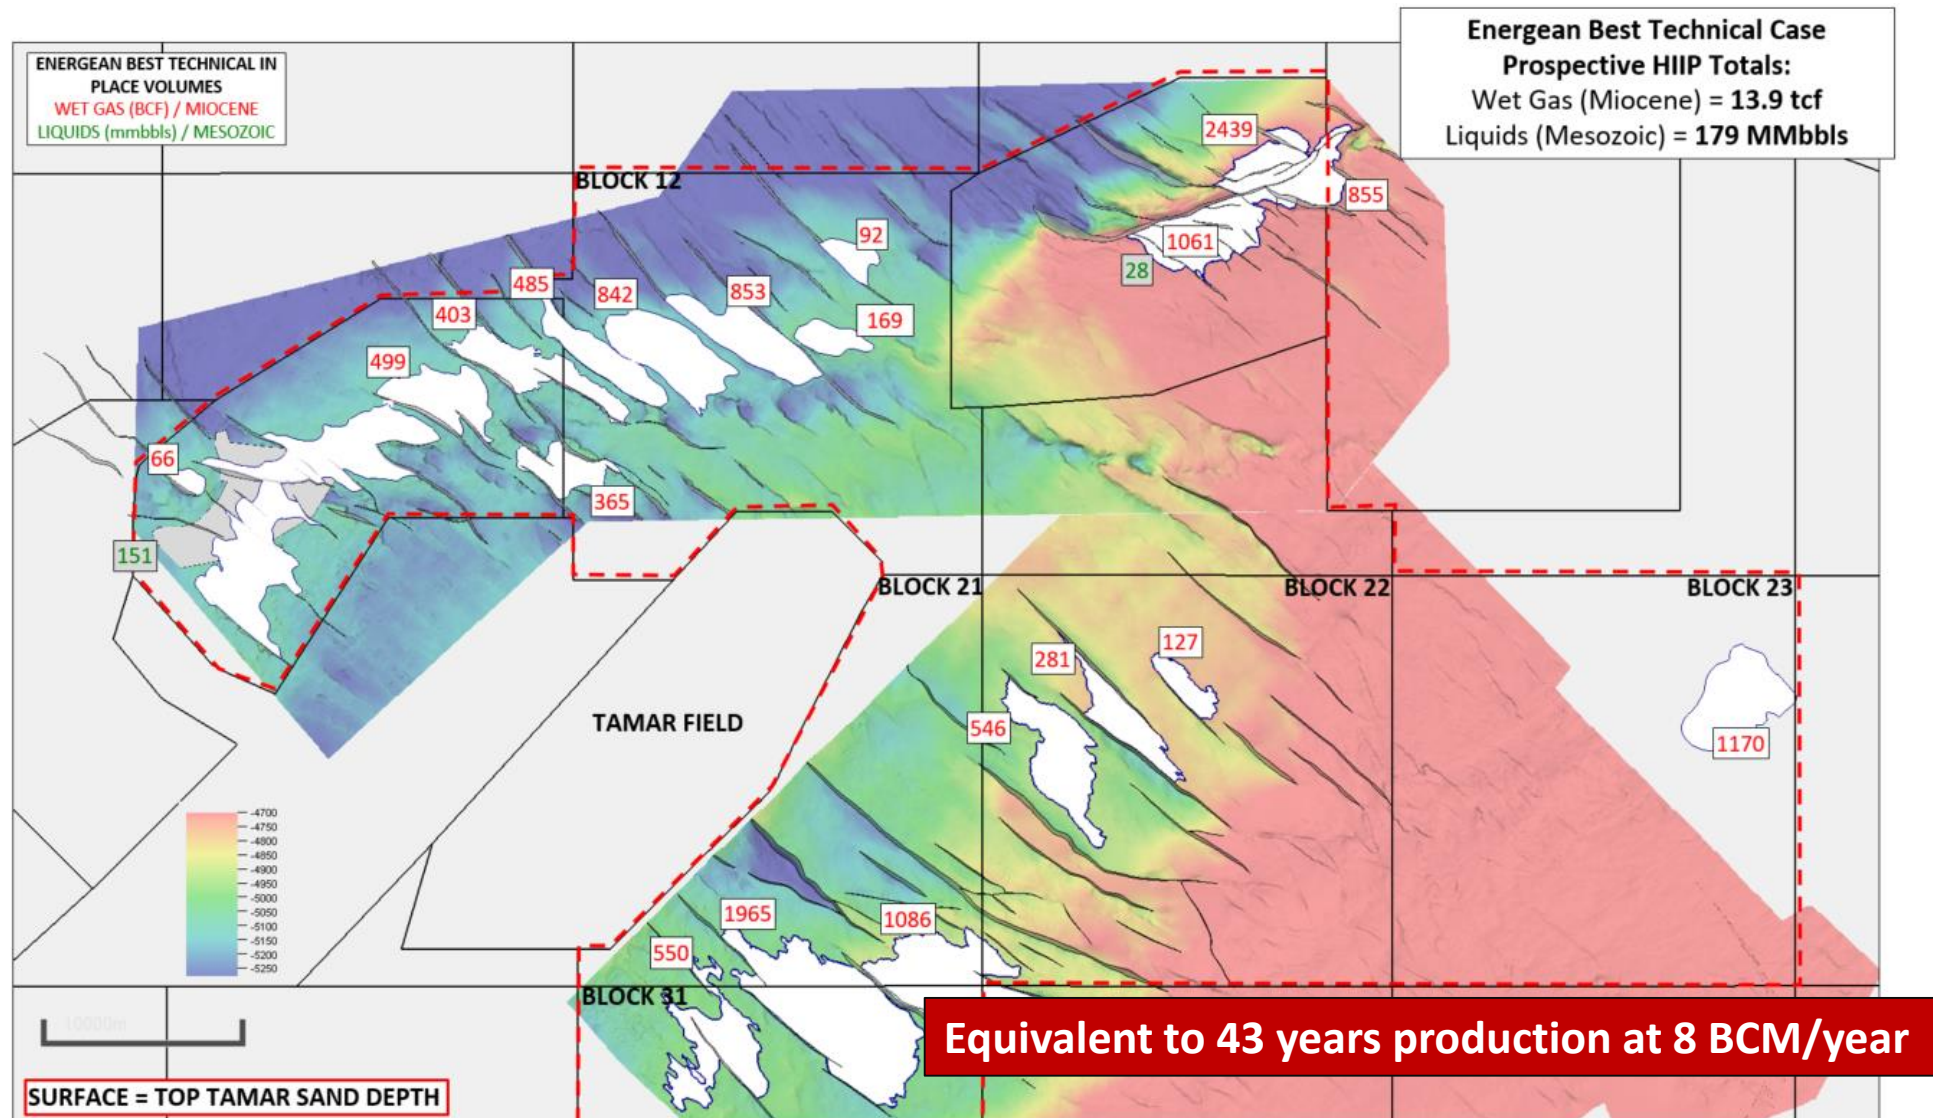 ENERGEAN BEST TECHNICAL IN
PLACE VOLUMES
WET GAS (BCF) / MIOCENE
LIQUIDS (mmbbls) / MESOZOIC
Energean Best Technical Case
Prospective HIIP Totals:
Wet Gas (Miocene) = 13.9 tcf
Liquids (Mesozoic) = 179 MMbbls
2439
BLOCK 12
855
92
1061
28
485
842
853
403
169
499
66
365
151
BLOCK 21
BLOCK 22
BLOCK 23
127
281
546
TAMAR FIELD
1170
-4700
-4750
-4800
-4850
-4900
-4950
-5000
-5050
-5100
-5150
-5200
-5250
1965
1086
550
BLOCK 31
10000m
Equivalent to 43 years production at 8 BCM/year
SURFACE = TOP TAMAR SAND DEPTH